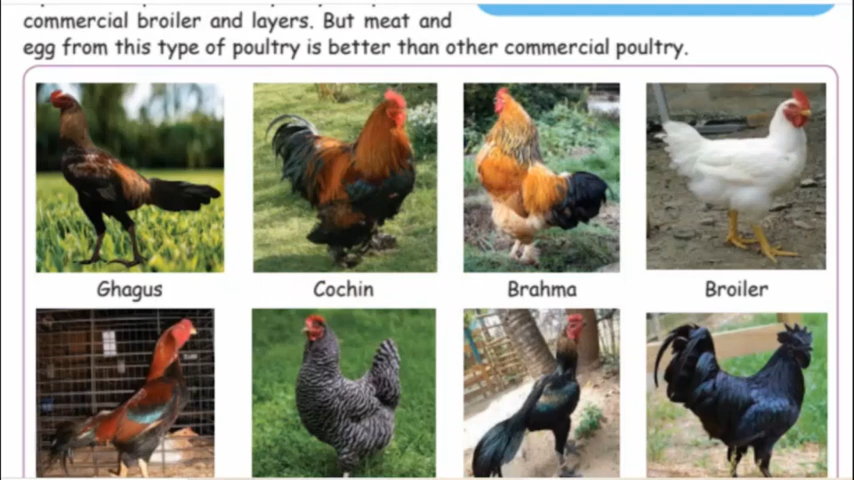 commercial broiler and layers. But meat and
egg from this type of poultry is better than other commercial poultry.
Ghagus
Cochin
Brahma
Broiler